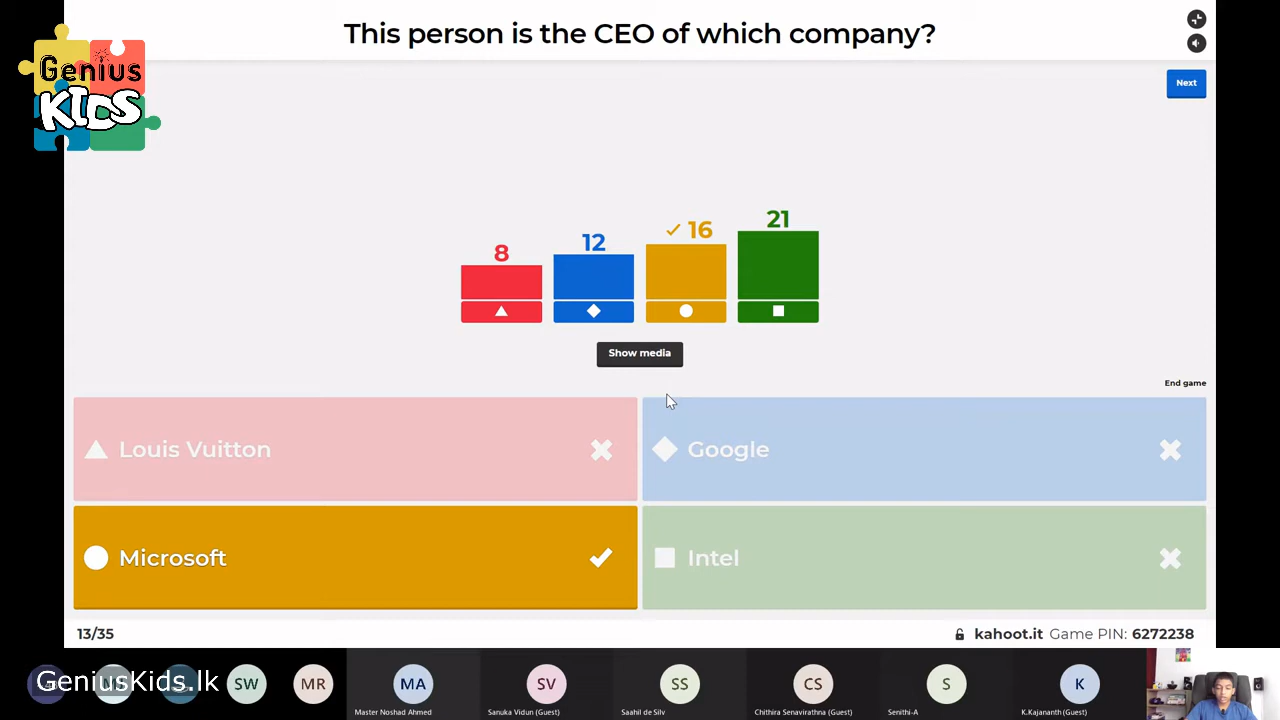 This person is the CEO of which company?
Genius
KIDS
Next
8
12
16
21
Show media
End game
Louis Vuitton
Google
Microsoft
Intel
13/35
kahoot.it Game PIN: 6272238
GeniusKids.lk
SW
MR
MA
SV
SS
CS
S
K
Master Noshad Ahmed
Sanuka Vidun (Guest)
Saahil de Silv
Chithira Senavirathna (Guest)
Senithi-A
K.Kajananth (Guest)